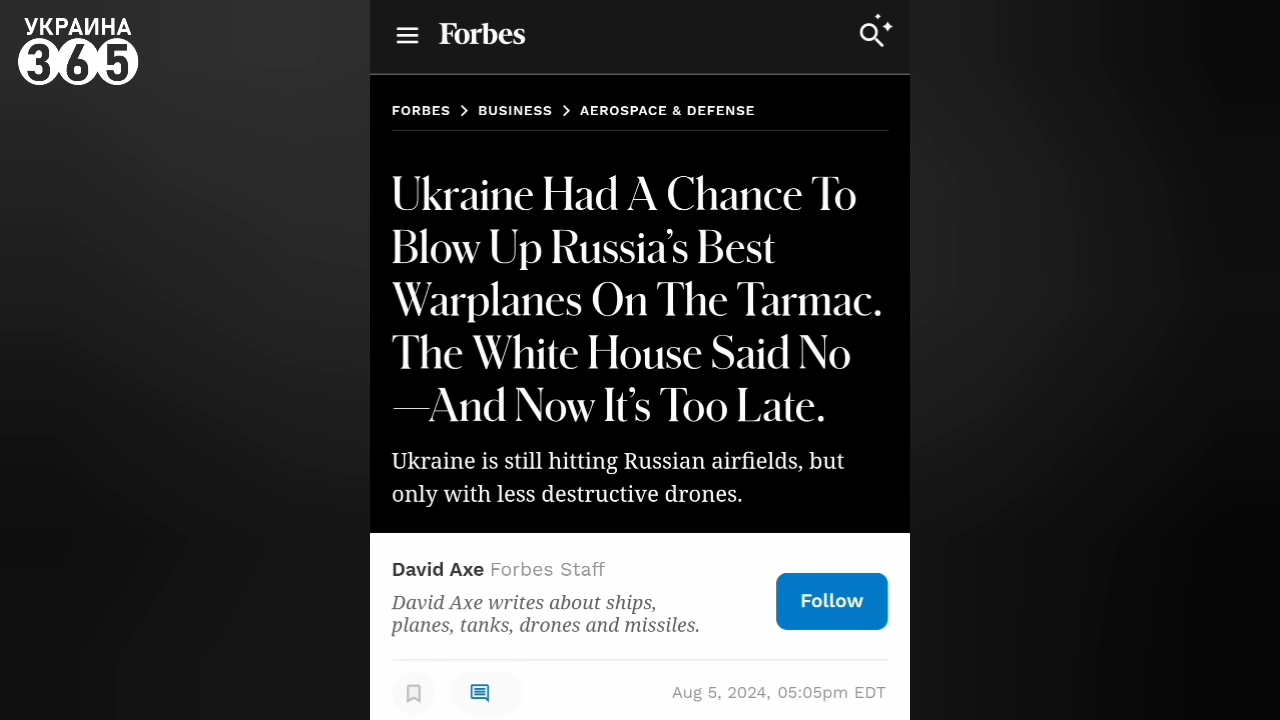 УКРАИНА
365
Forbes
FORBES > BUSINESS > AEROSPACE & DEFENSE
Ukraine Had A Chance To
Blow Up Russia’s Best
Warplanes On The Tarmac.
The White House Said No
—And Now It’s Too Late.
Ukraine is still hitting Russian airfields, but
only with less destructive drones.
David Axe Forbes Staff
David Axe writes about ships,
planes, tanks, drones and missiles.
Follow
Aug 5, 2024, 05:05pm EDT